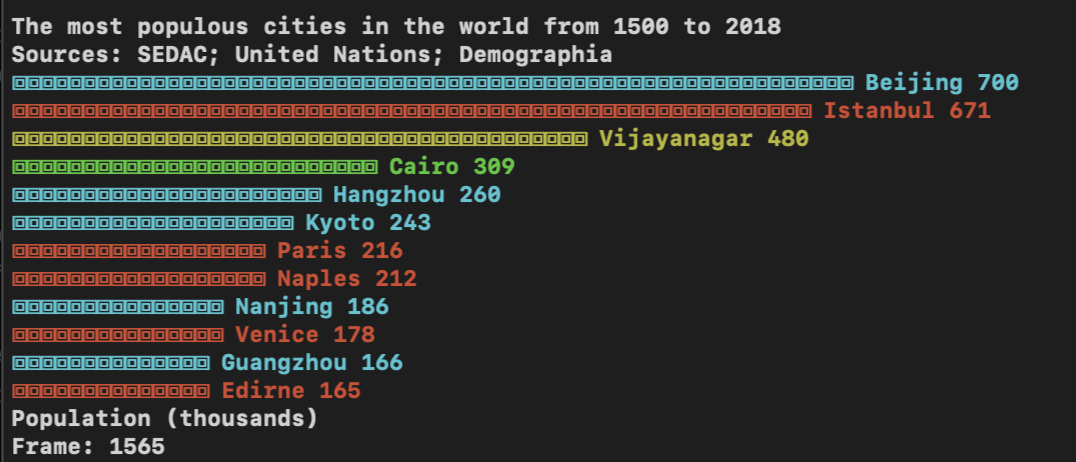 The most populous cities in the world from 1500 to 2018
Sources: SEDAC; United Nations; Demographia
Beijing 700
Istanbul 671
Vijayanagar 480
Cairo 309
Hangzhou 260
Kyoto 243
Paris 216
Naples 212
Nanjing 186
Venice 178
Guangzhou 166
Edirne 165
Population (thousands)
Frame: 1565